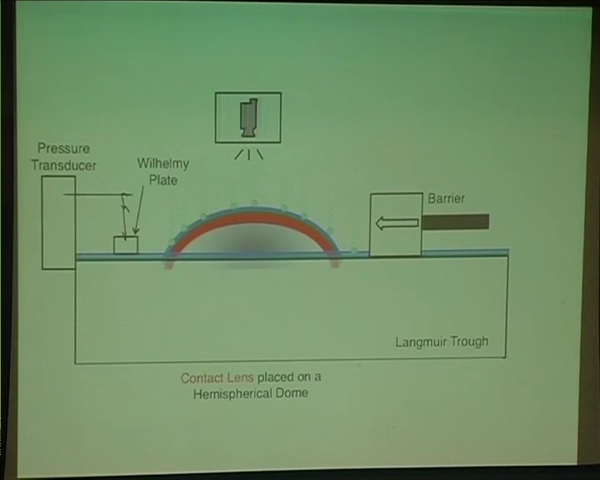 Pressure
Transducer
Wilhelmy
Plate
Barrier
Langmuir Trough
Contact Lens placed on a
Hemispherical Dome